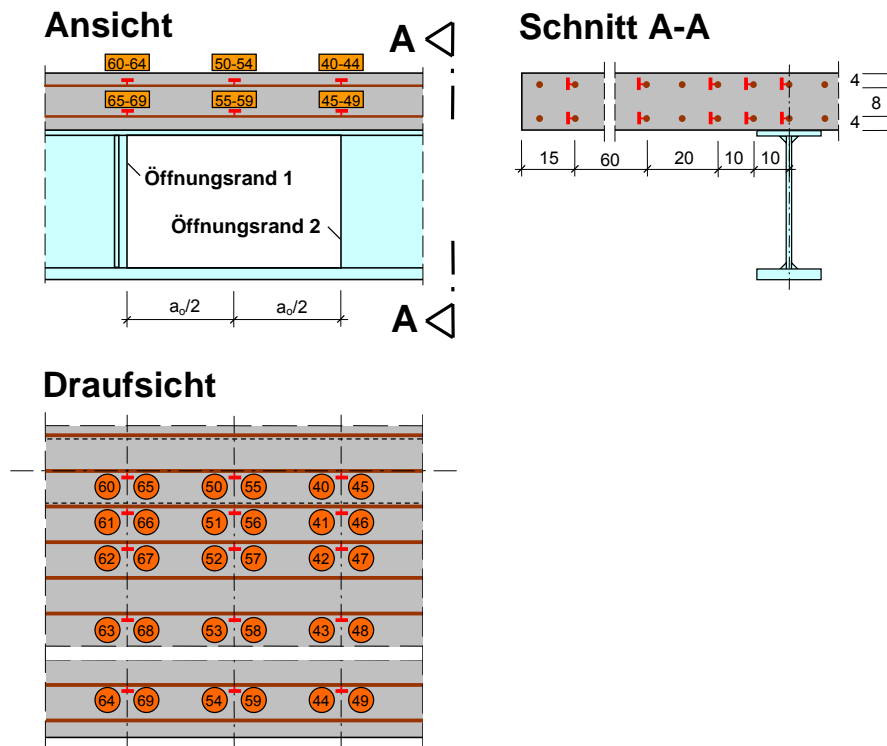 Ansicht
A
60-64 50-54 40-44
65-69 55-59 45-49
Öffnungsrand 1
Öffnungsrand 2
aₒ/2 aₒ/2
A
Schnitt A-A
4
8
4
15 60 20 10 10
Draufsicht
60 65 50 55 40 45
61 66 51 56 41 46
62 67 52 57 42 47
63 68 53 58 43 48
64 69 54 59 44 49